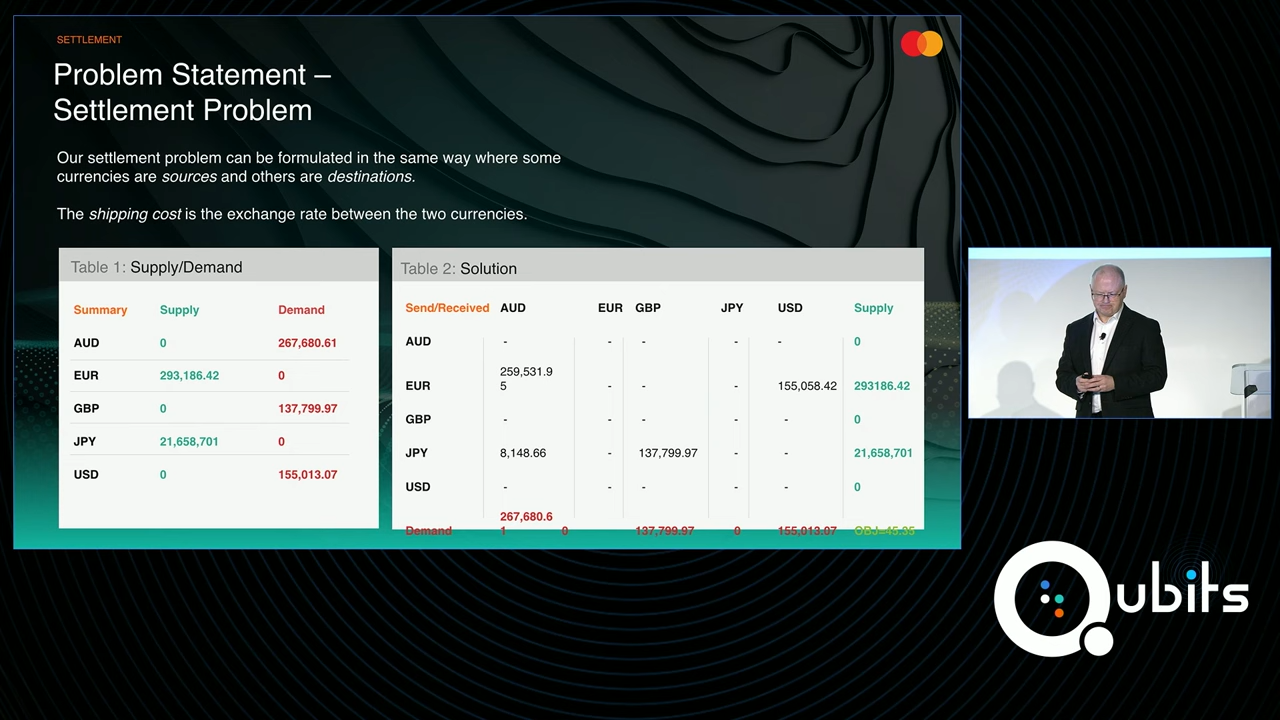 SETTLEMENT
Problem Statement –
Settlement Problem
Our settlement problem can be formulated in the same way where some
currencies are sources and others are destinations.
The shipping cost is the exchange rate between the two currencies.
Table 1: Supply/Demand
Summary Supply Demand
AUD 0 267,680.61
EUR 293,186.42 0
GBP 0 137,799.97
JPY 21,658,701 0
USD 0 155,013.07
Table 2: Solution
Send/Received AUD EUR GBP JPY USD Supply
AUD - - - - - 0
259,531.9
EUR 5 - - - 155,058.42 293186.42
GBP - - - - - 0
JPY 8,148.66 - 137,799.97 - - 21,658,701
USD - - - - - 0
267,680.6
Demand 1 0 137,799.97 0 155,013.07 OBJ=45.35
Qubits